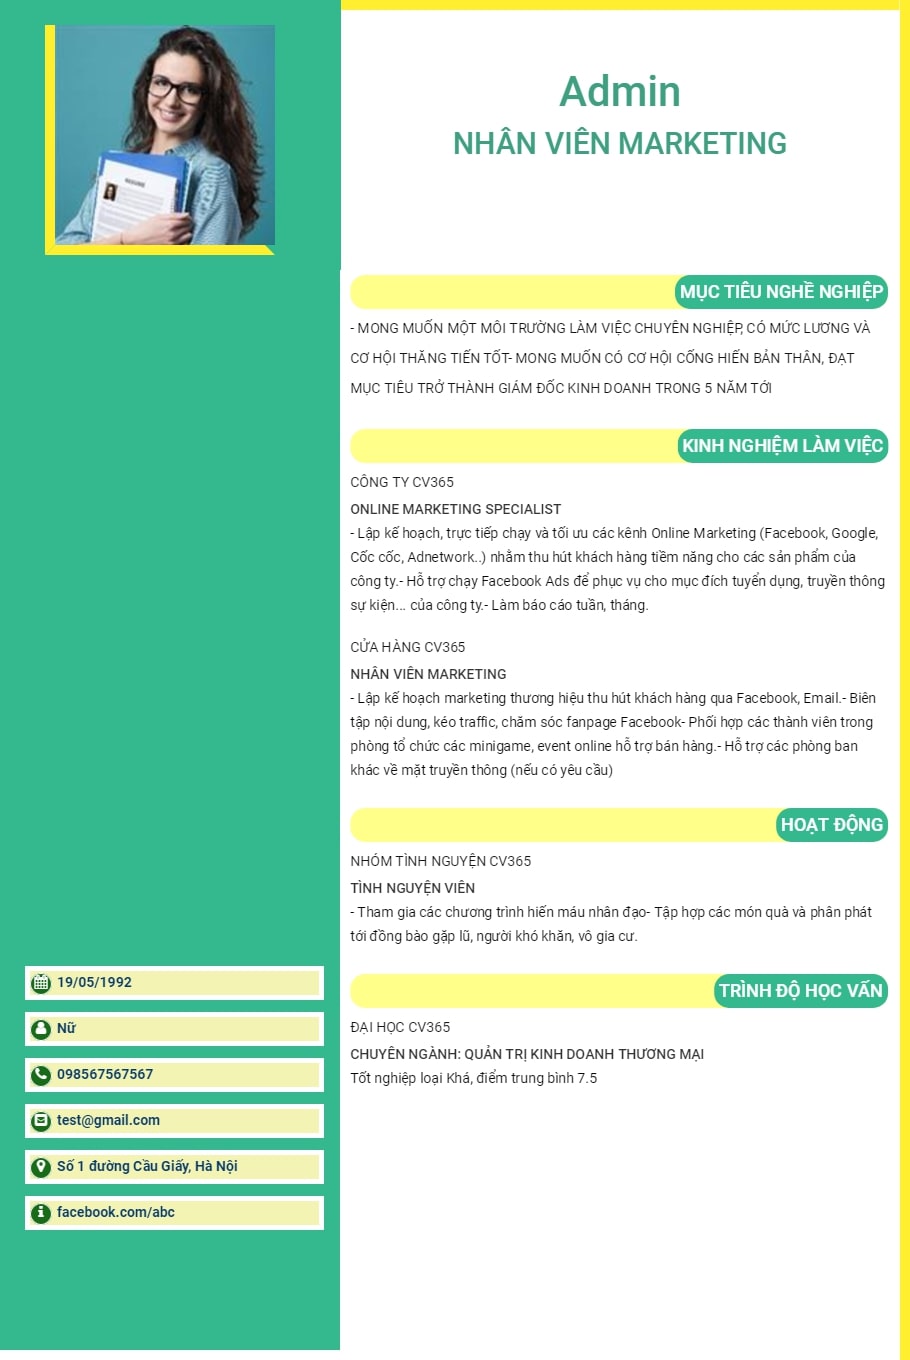 RESUME
Admin
NHÂN VIÊN MARKETING
MỤC TIÊU NGHỀ NGHIỆP
- MONG MUỐN MỘT MÔI TRƯỜNG LÀM VIỆC CHUYÊN NGHIỆP, CÓ MỨC LƯƠNG VÀ
CƠ HỘI THĂNG TIẾN TỐT- MONG MUỐN CÓ CƠ HỘI CỐNG HIẾN BẢN THÂN, ĐẠT
MỤC TIÊU TRỞ THÀNH GIÁM ĐỐC KINH DOANH TRONG 5 NĂM TỚI
KINH NGHIỆM LÀM VIỆC
CÔNG TY CV365
ONLINE MARKETING SPECIALIST
- Lập kế hoạch, trực tiếp chạy và tối ưu các kênh Online Marketing (Facebook, Google,
Cốc cốc, Adnetwork..) nhằm thu hút khách hàng tiềm năng cho các sản phẩm của
công ty.- Hỗ trợ chạy Facebook Ads để phục vụ cho mục đích tuyển dụng, truyền thông
sự kiện... của công ty.- Làm báo cáo tuần, tháng.
CỬA HÀNG CV365
NHÂN VIÊN MARKETING
- Lập kế hoạch marketing thương hiệu thu hút khách hàng qua Facebook, Email.- Biên
tập nội dung, kéo traffic, chăm sóc fanpage Facebook- Phối hợp các thành viên trong
phòng tổ chức các minigame, event online hỗ trợ bán hàng.- Hỗ trợ các phòng ban
khác về mặt truyền thông (nếu có yêu cầu)
HOẠT ĐỘNG
NHÓM TÌNH NGUYỆN CV365
TÌNH NGUYỆN VIÊN
- Tham gia các chương trình hiến máu nhân đạo- Tập hợp các món quà và phân phát
tới đồng bào gặp lũ, người khó khăn, vô gia cư.
TRÌNH ĐỘ HỌC VẤN
ĐẠI HỌC CV365
CHUYÊN NGÀNH: QUẢN TRỊ KINH DOANH THƯƠNG MẠI
Tốt nghiệp loại Khá, điểm trung bình 7.5
19/05/1992
Nữ
098567567567
test@gmail.com
Số 1 đường Cầu Giấy, Hà Nội
facebook.com/abc